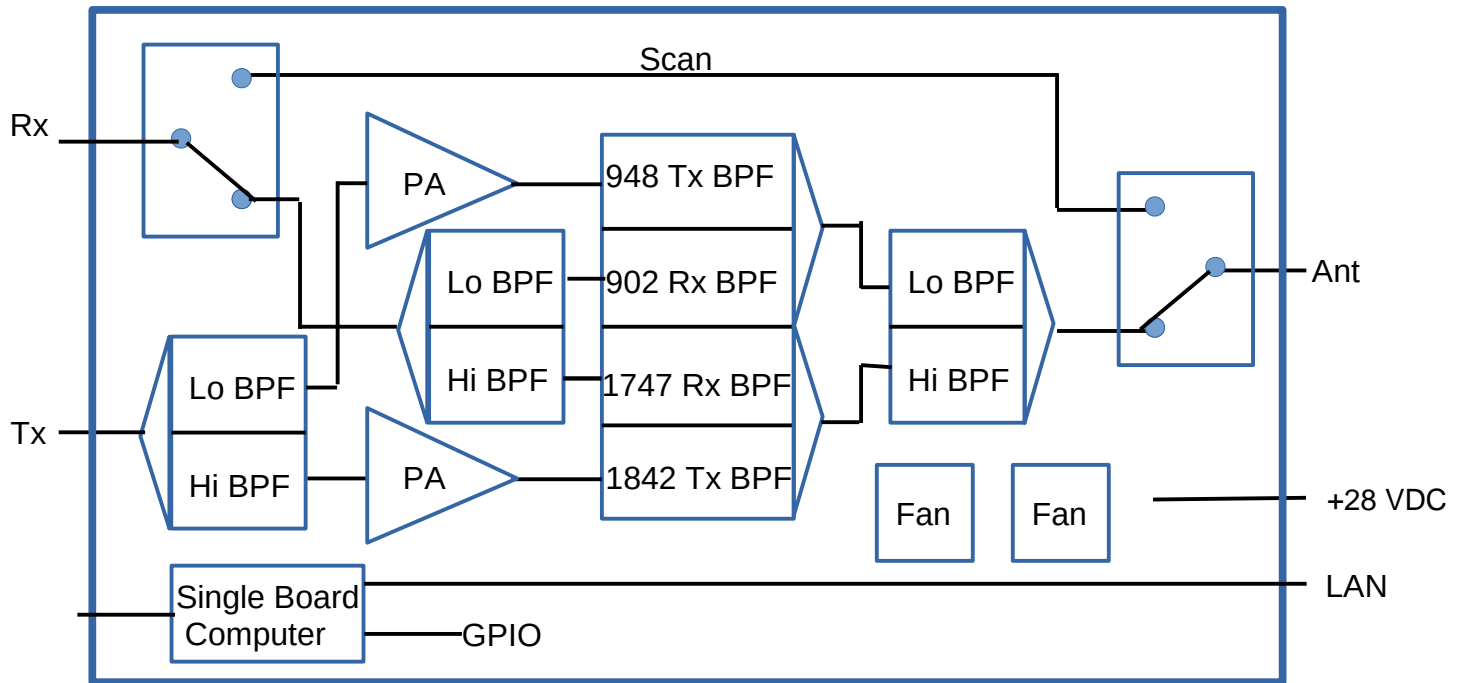 Scan
Rx
PA
948 Tx BPF
Lo BPF
902 Rx BPF
Lo BPF
Ant
Hi BPF
1747 Rx BPF
Hi BPF
Lo BPF
Tx
Hi BPF
PA
1842 Tx BPF
Fan
Fan
+28 VDC
Single Board
Computer
LAN
GPIO